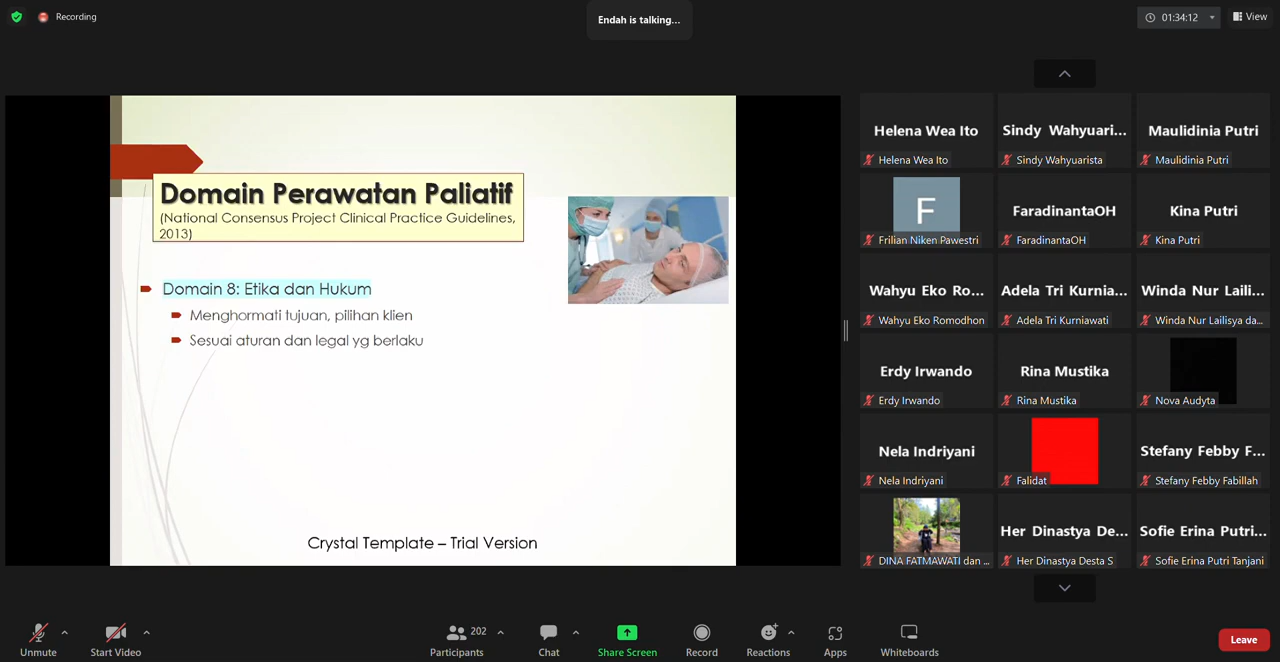 Recording
Endah is talking...
01:34:12
View
Domain Perawatan Paliatif
(National Consensus Project Clinical Practice Guidelines,
2013)
Domain 8: Etika dan Hukum
Menghormati tujuan, pilihan klien
Sesuai aturan dan legal yg berlaku
Crystal Template – Trial Version
Helena Wea Ito
Helena Wea Ito
Sindy Wahyuari...
Sindy Wahyuarista
Maulidinia Putri
Maulidinia Putri
F
Frilian Niken Pawestri
FaradinantaOH
FaradinantaOH
Kina Putri
Kina Putri
Wahyu Eko Ro...
Wahyu Eko Romodhon
Adela Tri Kurnia...
Adela Tri Kurniawati
Winda Nur Laili...
Winda Nur Lailisya da...
Erdy Irwando
Erdy Irwando
Rina Mustika
Rina Mustika
Nova Audyta
Nela Indriyani
Nela Indriyani
Falidat
Stefany Febby F...
Stefany Febby Fabillah
DINA FATMAWATI dan ...
Her Dinastya De...
Her Dinastya Desta S
Sofie Erina Putri...
Sofie Erina Putri Tanjani
Unmute
Start Video
202
Participants
Chat
Share Screen
Record
Reactions
Apps
Whiteboards
Leave